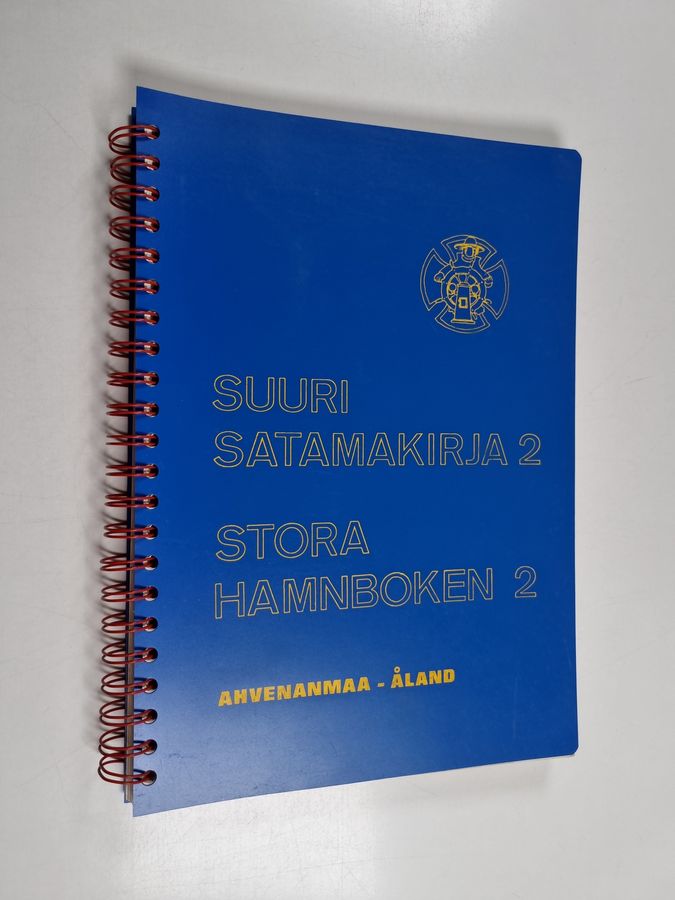 SUURI
SATAMAKIRJA 2
STORA
HAMNBOKEN 2
AHVENANMAA - ÅLAND